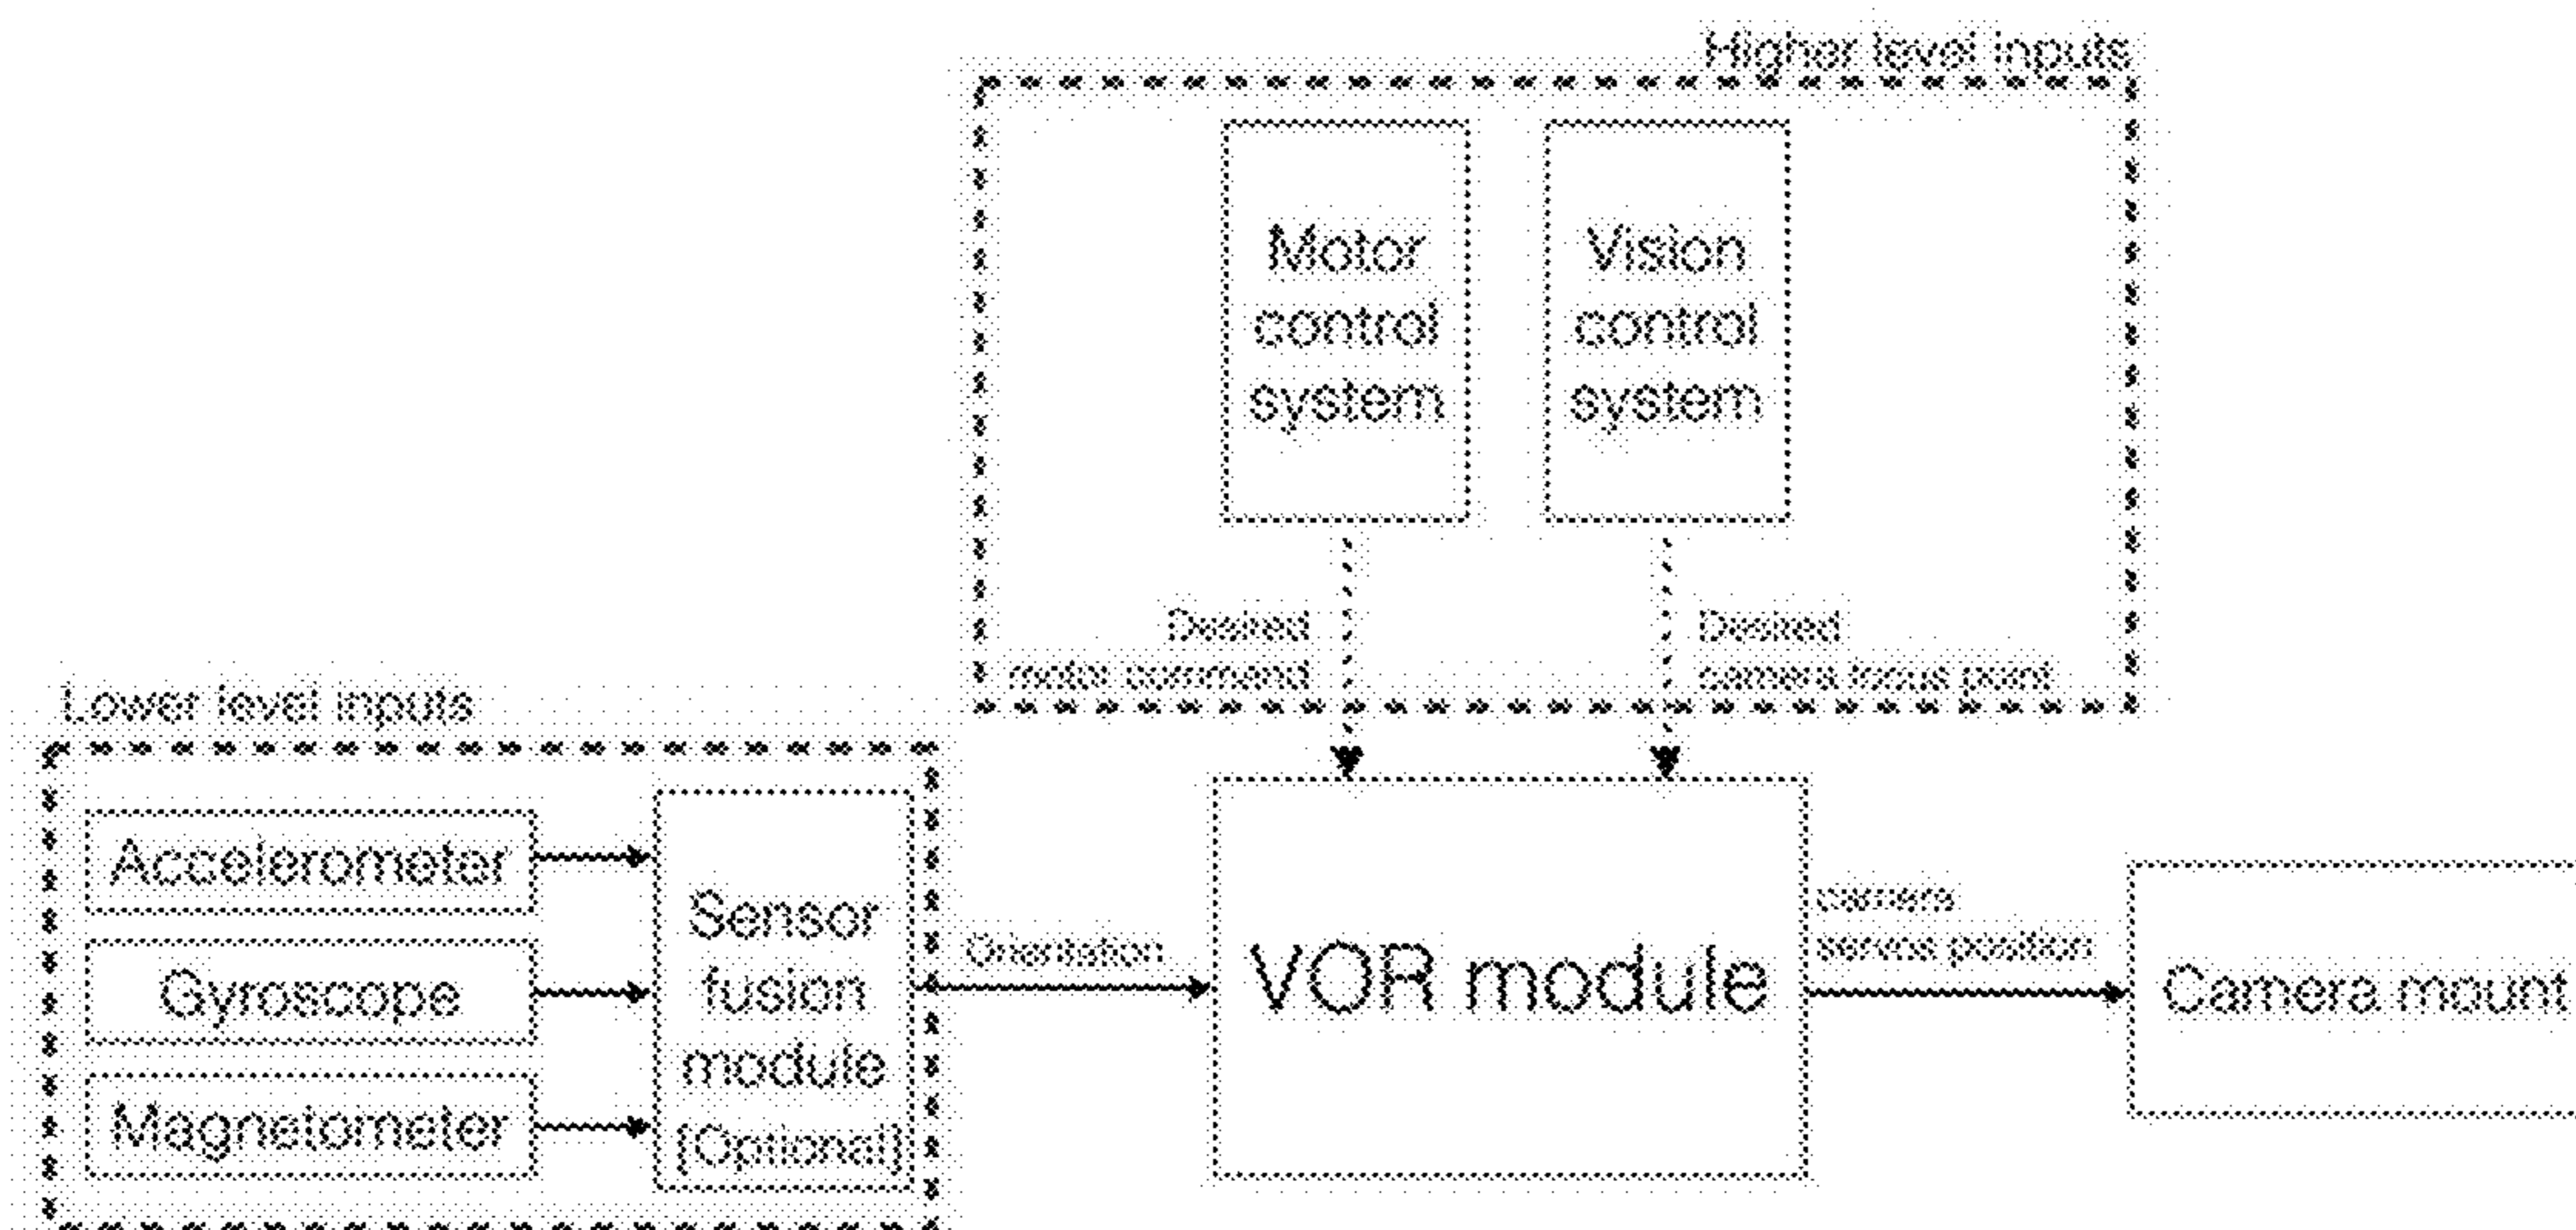 Higher level inputs
Motor
control
system
Vision
control
system
Desired
motor command
Desired
camera focus point
Lower level inputs
Accelerometer
Gyroscope
Magnetometer
Sensor
fusion
module
[Optional]
Orientation
VOR module
camera
servos position
Camera mount